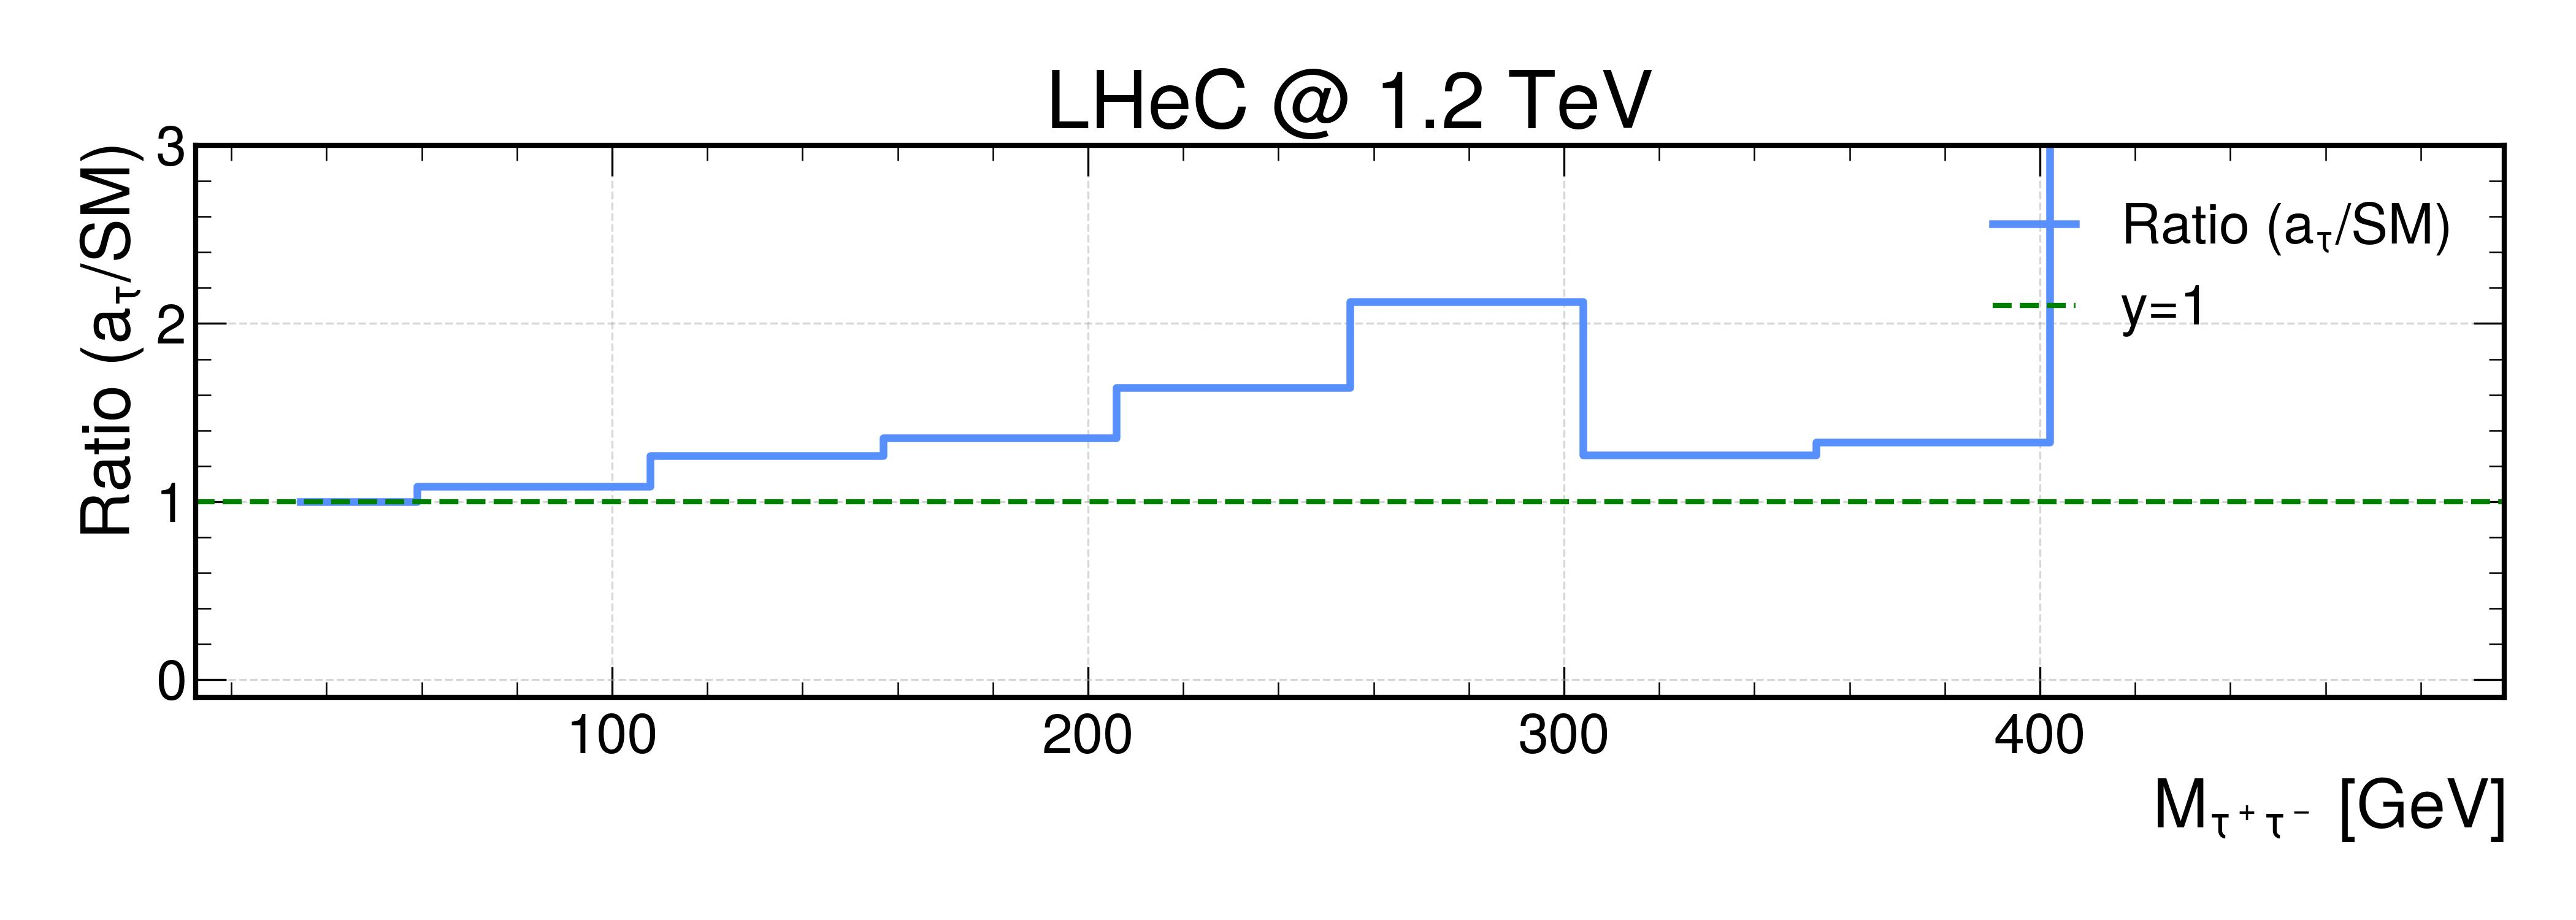 LHeC @ 1.2 TeV
Ratio (aτ/SM)
3
2
1
0
Ratio (aτ/SM)
y=1
100 200 300 400
Mτ⁺τ⁻ [GeV]